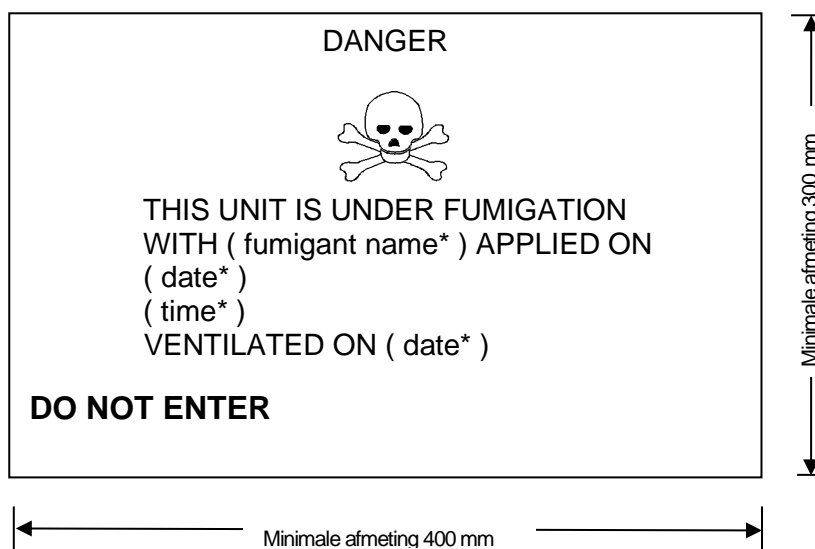 DANGER
THIS UNIT IS UNDER FUMIGATION
WITH ( fumigant name* ) APPLIED ON
( date* )
( time* )
VENTILATED ON ( date* )
DO NOT ENTER
Minimale afmeting 300 mm
Minimale afmeting 400 mm